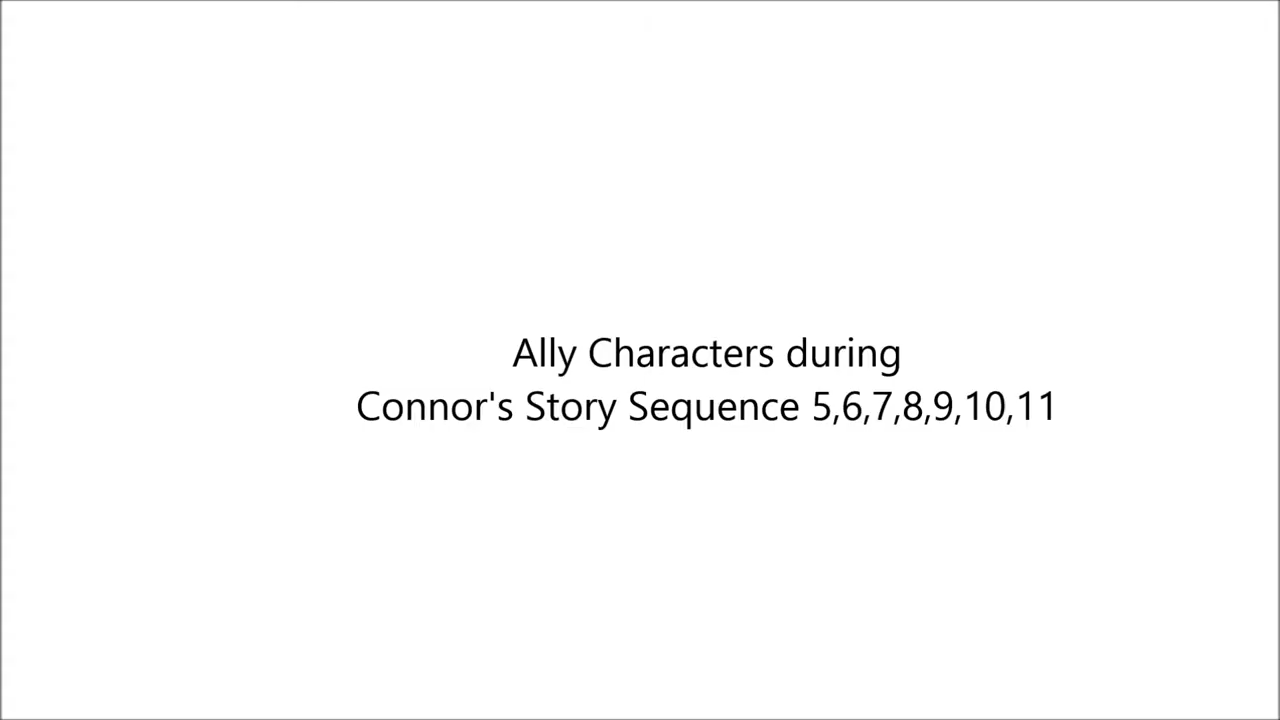 Ally Characters during
Connor's Story Sequence 5,6,7,8,9,10,11